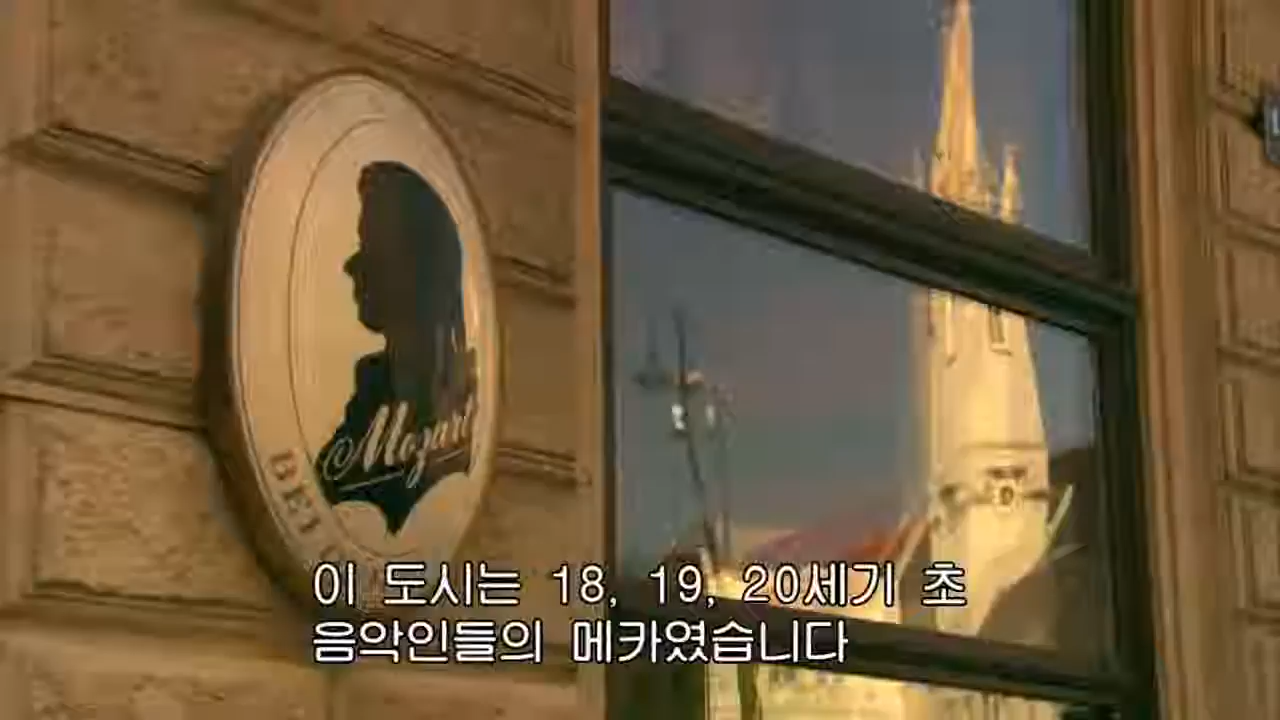 Mozart
BEI
이 도시는 18, 19, 20세기 초
음악인들의 메카였습니다